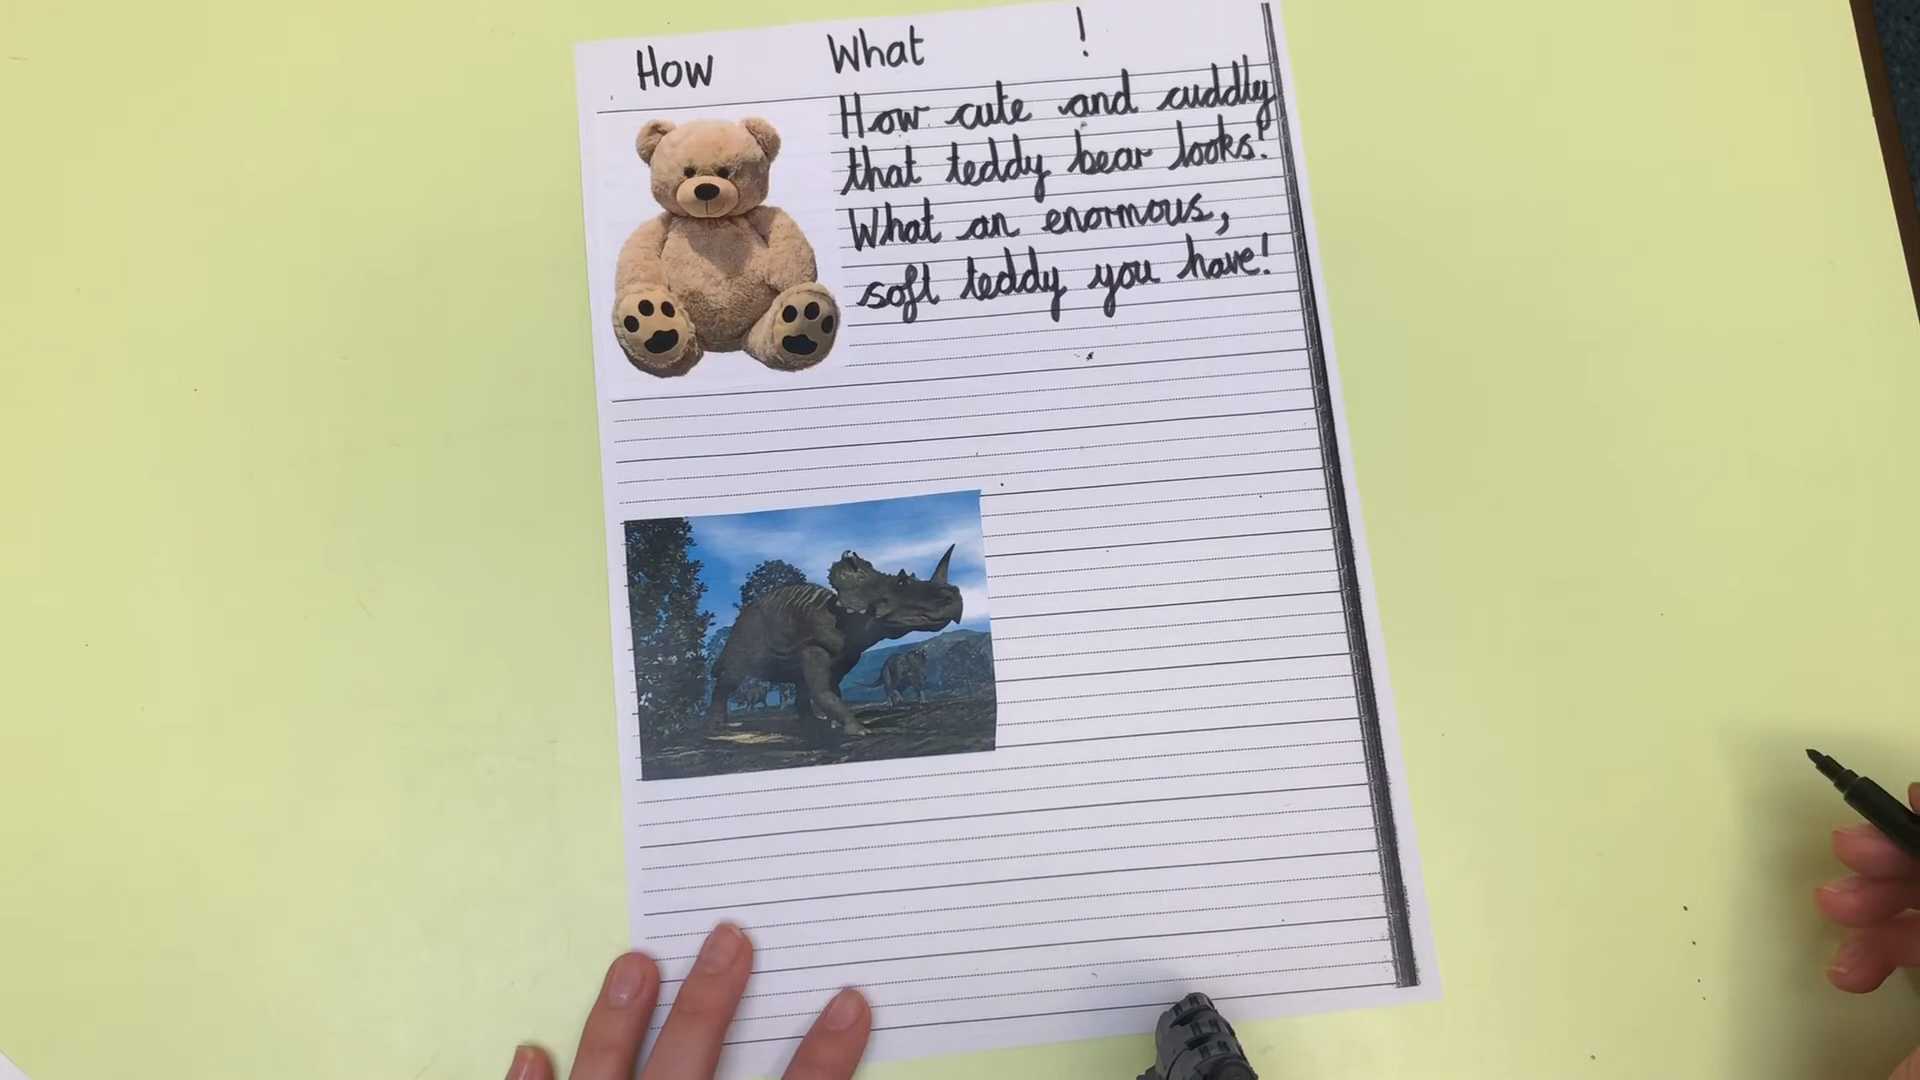 How What !
How cute and cuddly
that teddy bear looks!
What an enormous,
soft teddy you have!